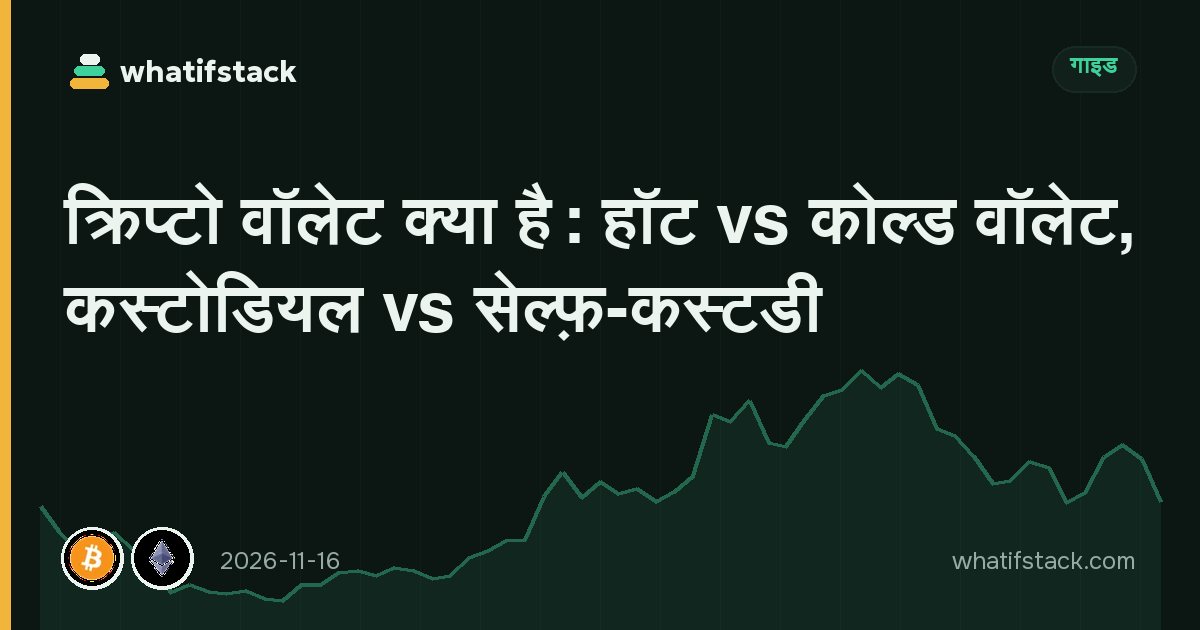 whatifstack
गाइड
क्रिप्टो वॉलेट क्या है : हॉट vs कोल्ड वॉलेट,
कस्टोडियल vs सेल्फ़-कस्टडी
2026-11-16
whatifstack.com